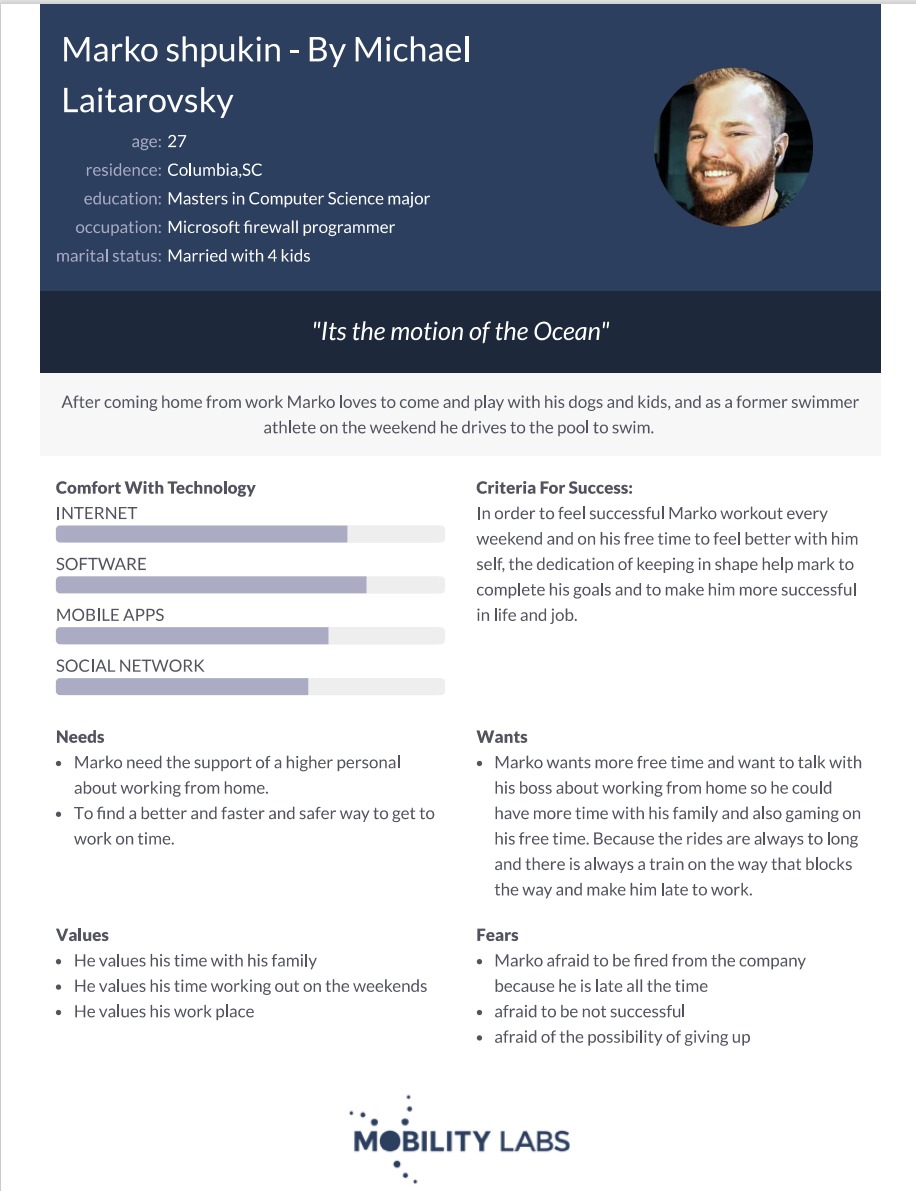 Marko shpukin - By Michael
Laitarovsky
age: 27
residence: Columbia,SC
education: Masters in Computer Science major
occupation: Microsoft firewall programmer
marital status: Married with 4 kids
"Its the motion of the Ocean"
After coming home from work Marko loves to come and play with his dogs and kids, and as a former swimmer
athlete on the weekend he drives to the pool to swim.
Comfort With Technology
INTERNET
SOFTWARE
MOBILE APPS
SOCIAL NETWORK
Criteria For Success:
In order to feel successful Marko workout every
weekend and on his free time to feel better with him
self, the dedication of keeping in shape help mark to
complete his goals and to make him more successful
in life and job.
Needs
• Marko need the support of a higher personal
about working from home.
• To find a better and faster and safer way to get to
work on time.
Wants
• Marko wants more free time and want to talk with
his boss about working from home so he could
have more time with his family and also gaming on
his free time. Because the rides are always to long
and there is always a train on the way that blocks
the way and make him late to work.
Values
• He values his time with his family
• He values his time working out on the weekends
• He values his work place
Fears
• Marko afraid to be fired from the company
because he is late all the time
• afraid to be not successful
• afraid of the possibility of giving up
MOBILITY LABS